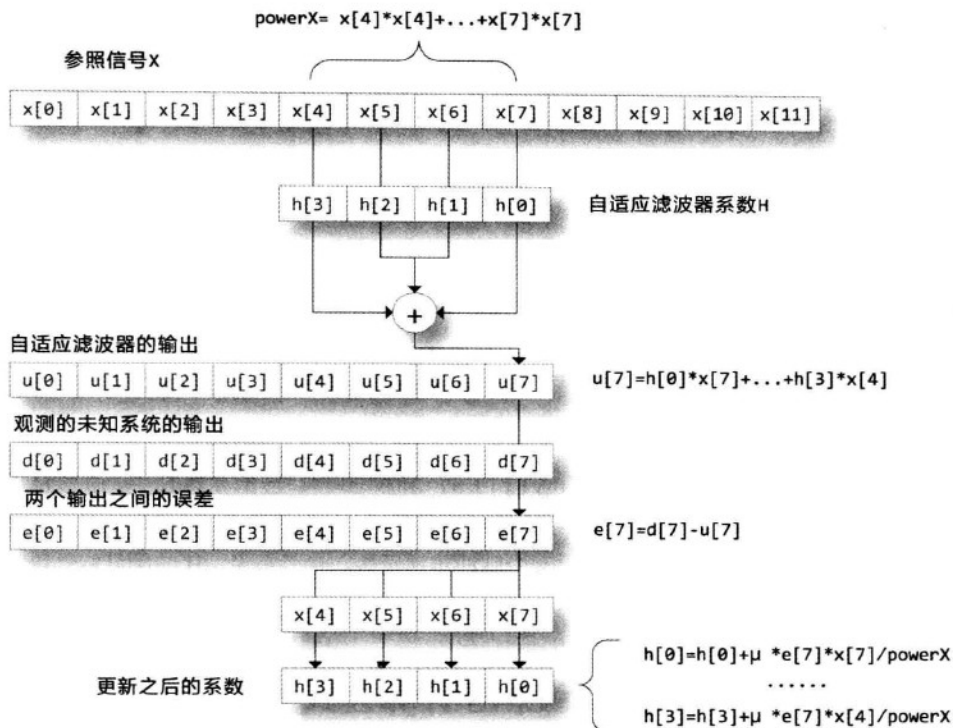 powerX= x[4]*x[4]+...+x[7]*x[7]
参照信号X
x[0] x[1] x[2] x[3] x[4] x[5] x[6] x[7] x[8] x[9] x[10] x[11]
h[3] h[2] h[1] h[0] 自适应滤波器系数H
+
自适应滤波器的输出
u[0] u[1] u[2] u[3] u[4] u[5] u[6] u[7] u[7]=h[0]*x[7]+...+h[3]*x[4]
观测的未知系统的输出
d[0] d[1] d[2] d[3] d[4] d[5] d[6] d[7]
两个输出之间的误差
e[0] e[1] e[2] e[3] e[4] e[5] e[6] e[7] e[7]=d[7]-u[7]
x[4] x[5] x[6] x[7]
更新之后的系数 h[3] h[2] h[1] h[0]
h[0]=h[0]+μ *e[7]*x[7]/powerX
......
h[3]=h[3]+μ *e[7]*x[4]/powerX